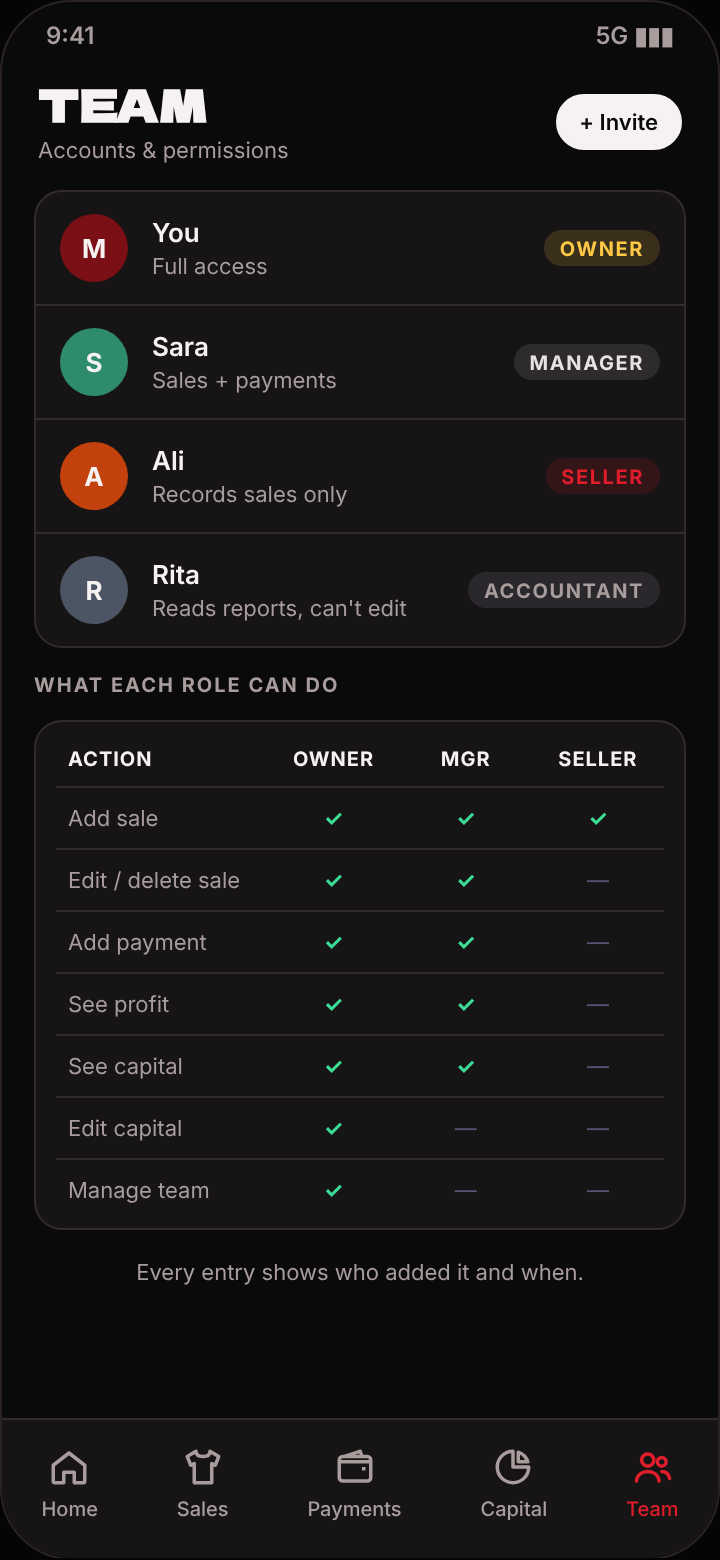 9:41 5G
TEAM
Accounts & permissions
+ Invite
M You OWNER
Full access
S Sara MANAGER
Sales + payments
A Ali SELLER
Records sales only
R Rita ACCOUNTANT
Reads reports, can't edit
WHAT EACH ROLE CAN DO
ACTION OWNER MGR SELLER
Add sale ✓ ✓ ✓
Edit / delete sale ✓ ✓ —
Add payment ✓ ✓ —
See profit ✓ ✓ —
See capital ✓ ✓ —
Edit capital ✓ — —
Manage team ✓ — —
Every entry shows who added it and when.
Home Sales Payments Capital Team